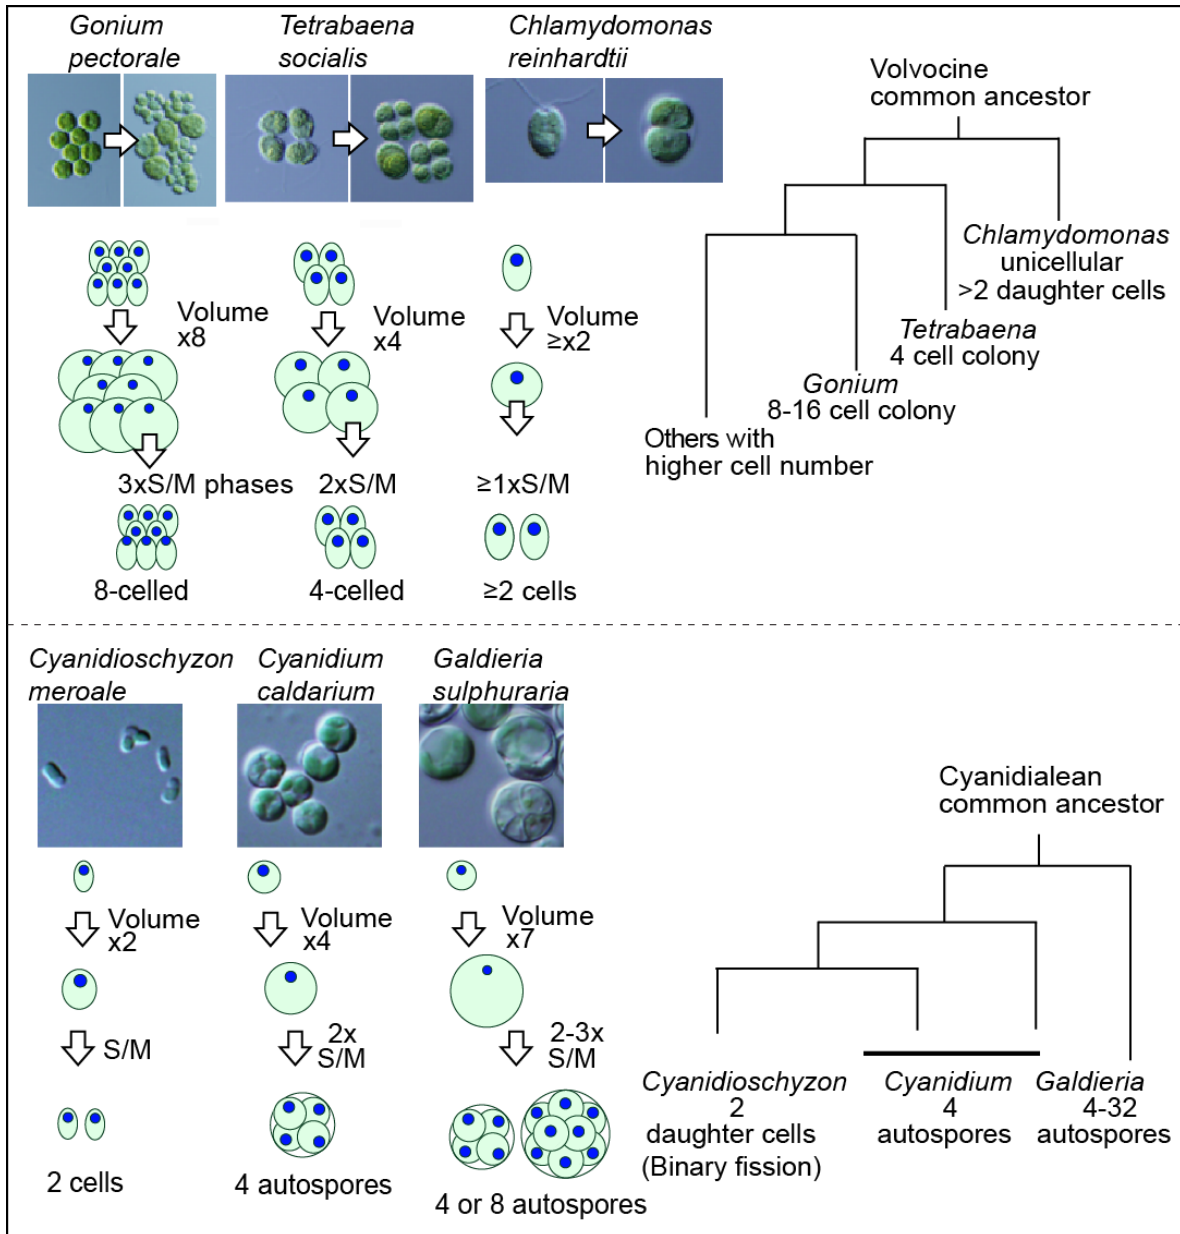 Gonium
pectorale
Tetrabaena
socialis
Chlamydomonas
reinhardtii
Volume
x8
3xS/M phases
8-celled
Volume
x4
2xS/M
4-celled
Volume
≥x2
≥1xS/M
≥2 cells
Volvocine
common ancestor
Chlamydomonas
unicellular
>2 daughter cells
Tetrabaena
4 cell colony
Gonium
8-16 cell colony
Others with
higher cell number
Cyanidioschyzon
meroale
Cyanidium
caldarium
Galdieria
sulphuraria
Volume
x2
S/M
2 cells
Volume
x4
2x
S/M
4 autospores
Volume
x7
2-3x
S/M
4 or 8 autospores
Cyanidialean
common ancestor
Cyanidioschyzon
2
daughter cells
(Binary fission)
Cyanidium
4
autospores
Galdieria
4-32
autospores